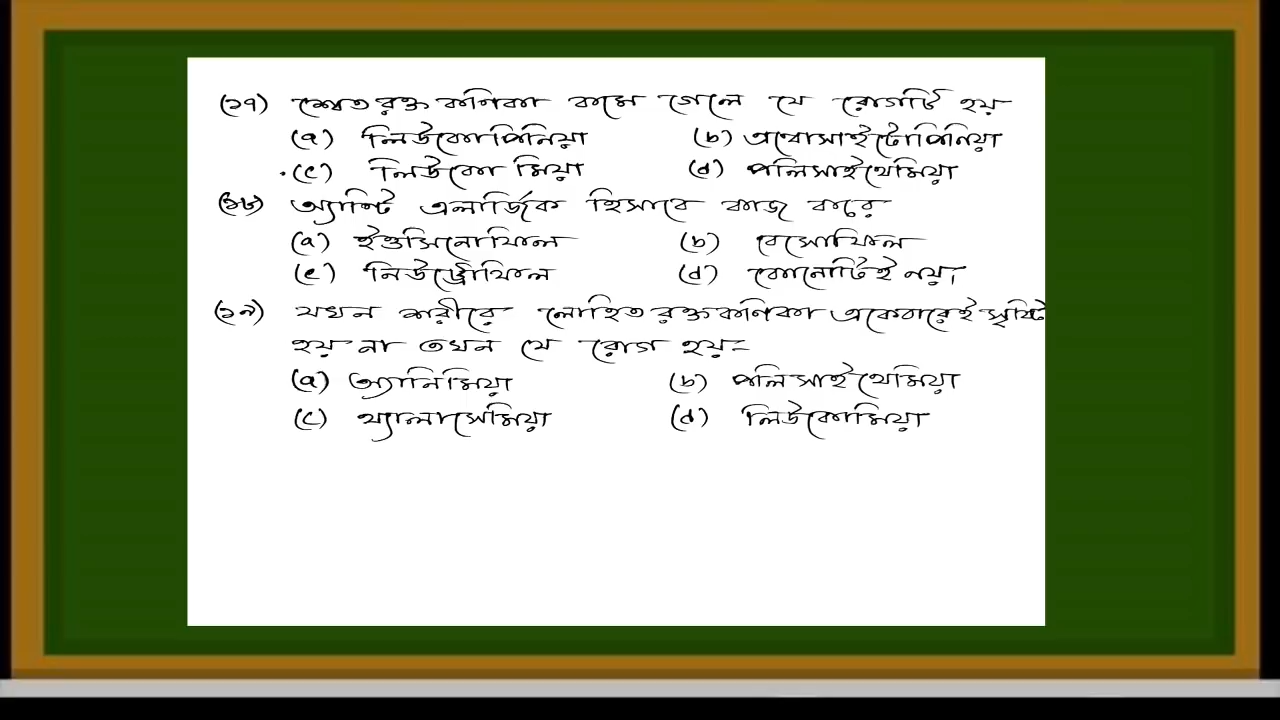 (১৭) শ্বেত রক্ত কণিকা কমে গেলে যে রোগটি হয়
(a) লিউকোপিনিয়া (b) এম্বোসাইটোপিনিয়া
(c) লিউকো মিয়া (d) পলিসাইথেমিয়া
(১৮) অ্যান্টি এলার্জিক হিসাবে কাজ করে
(a) ইওসিনোফিল (b) বেসোফিল
(c) নিউট্রোফিল (d) কোনোটিই নয়।
(১৯) যখন শরীরে লোহিত রক্তকণিকা একেবারেই সৃষ্টি
হয় না তখন যে রোগ হয়:-
(a) অ্যানিমিয়া (b) পলিসাইথেমিয়া
(c) থ্যালাসেমিয়া (d) লিউকোমিয়া